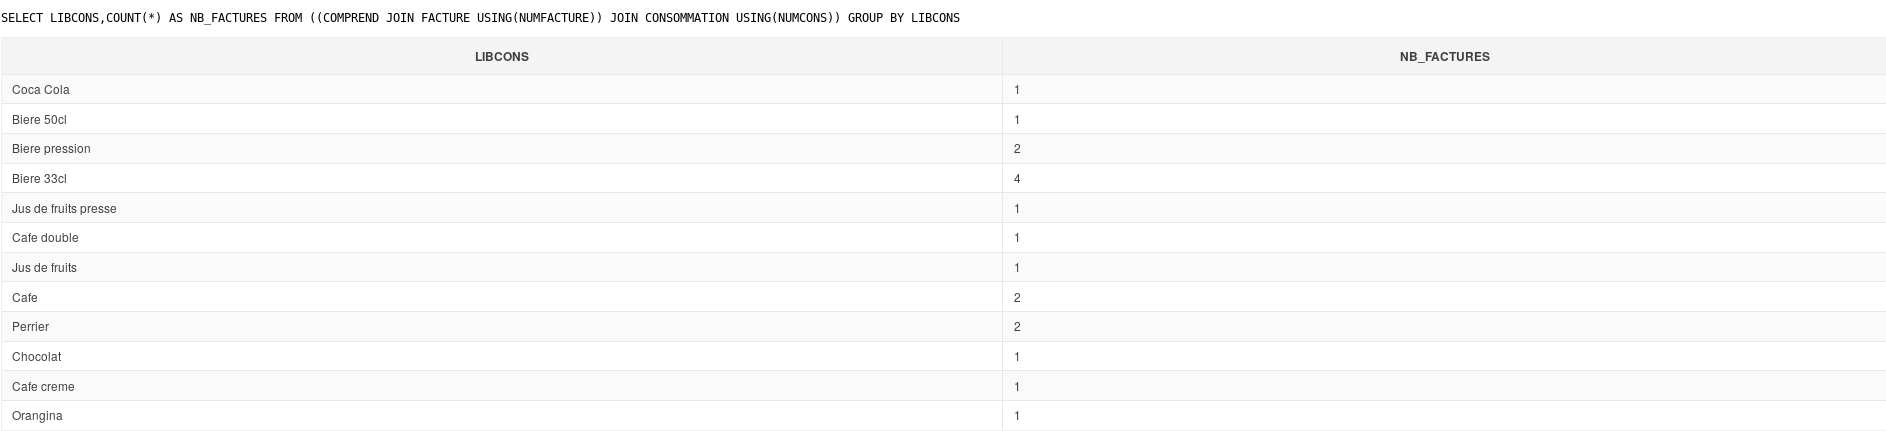 SELECT LIBCONS,COUNT(*) AS NB_FACTURES FROM ((COMPREND JOIN FACTURE USING(NUMFACTURE)) JOIN CONSOMMATION USING(NUMCONS)) GROUP BY LIBCONS
LIBCONS NB_FACTURES
Coca Cola 1
Biere 50cl 1
Biere pression 2
Biere 33cl 4
Jus de fruits presse 1
Cafe double 1
Jus de fruits 1
Cafe 2
Perrier 2
Chocolat 1
Cafe creme 1
Orangina 1